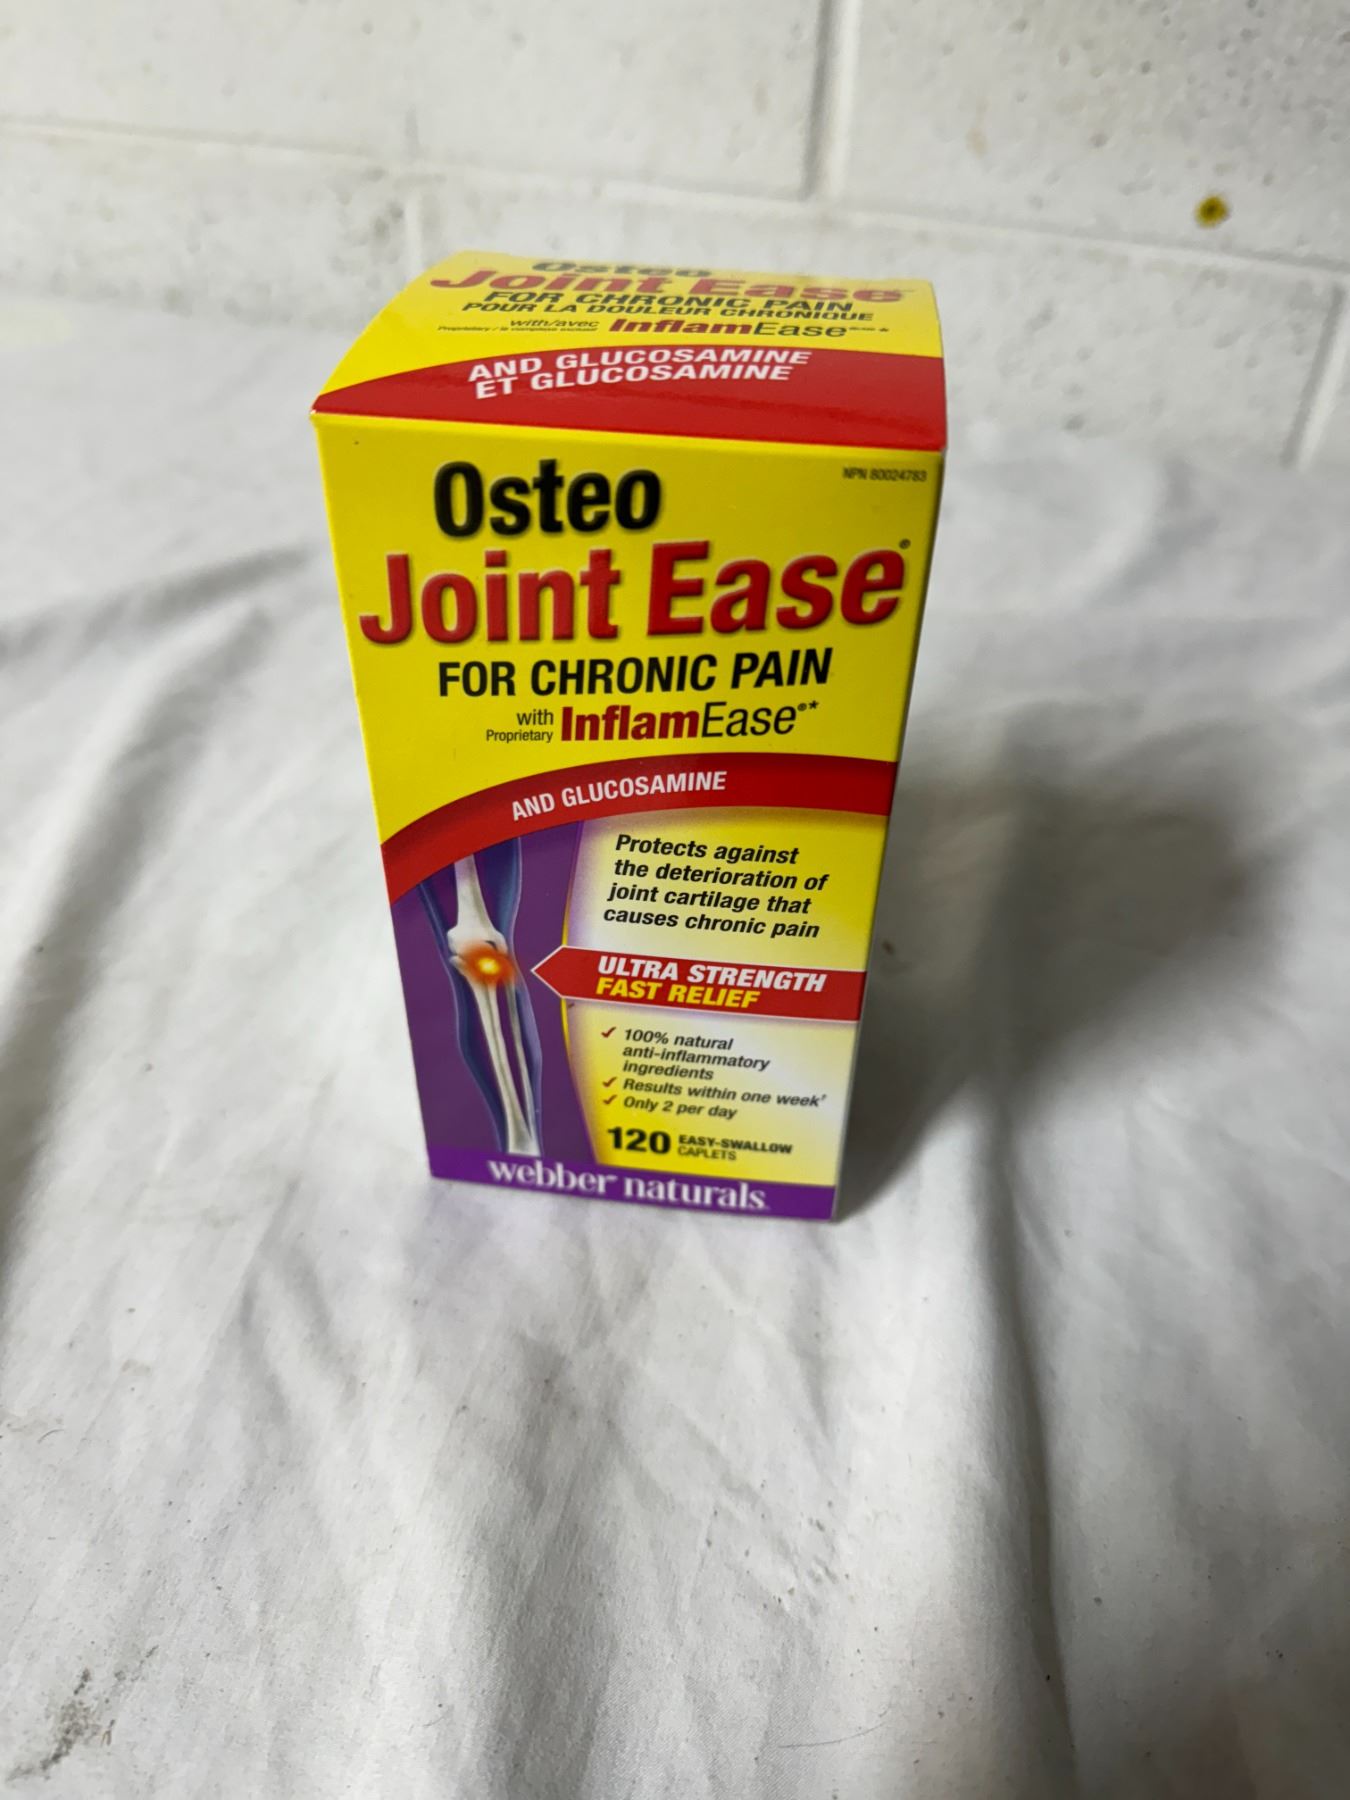 Osteo
Joint Ease
FOR CHRONIC PAIN
POUR LA DOULEUR CHRONIQUE
with/avec InflamEase
AND GLUCOSAMINE
ET GLUCOSAMINE
NPN 80024783
Osteo
Joint Ease®
FOR CHRONIC PAIN
with
Proprietary InflamEase®*
AND GLUCOSAMINE
Protects against
the deterioration of
joint cartilage that
causes chronic pain
ULTRA STRENGTH
FAST RELIEF
✓ 100% natural
anti-inflammatory
ingredients
✓ Results within one week†
✓ Only 2 per day
120 EASY-SWALLOW
CAPLETS
webber naturals